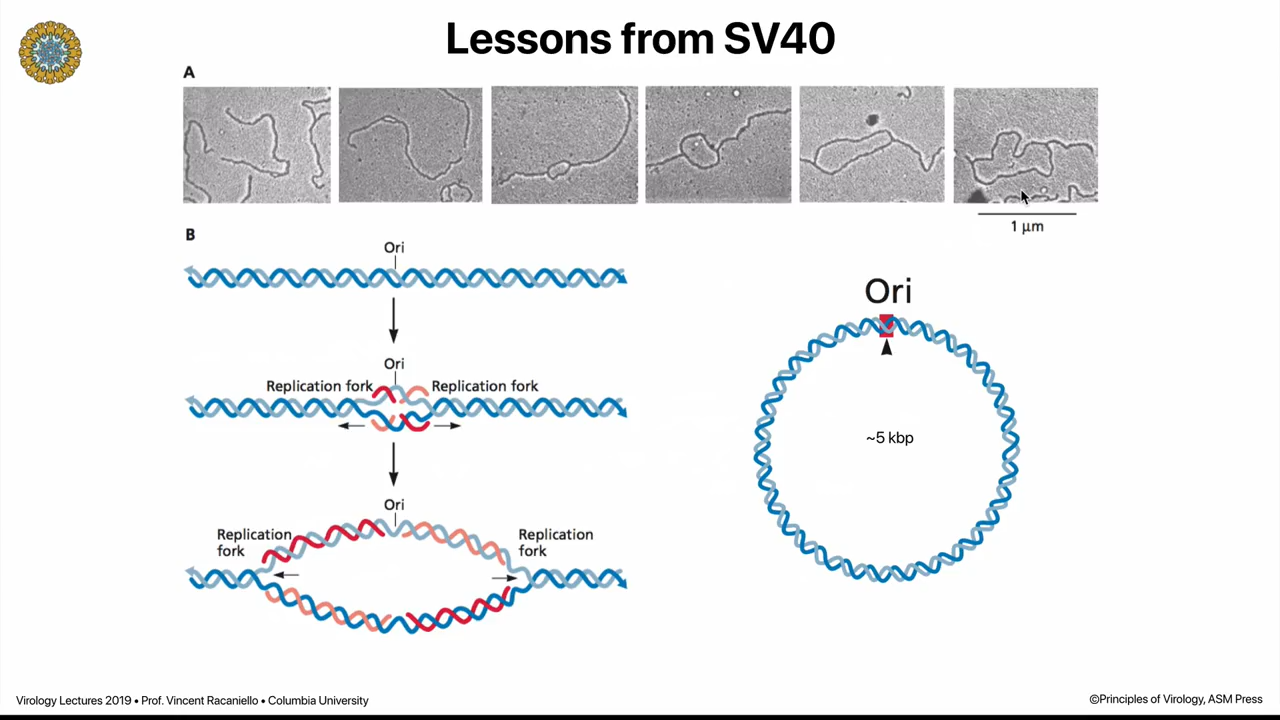 Lessons from SV40
A
1 µm
B
Ori
Ori
Replication fork
Replication fork
Ori
Replication
fork
Replication
fork
Ori
~5 kbp
Virology Lectures 2019 • Prof. Vincent Racaniello • Columbia University
©Principles of Virology, ASM Press